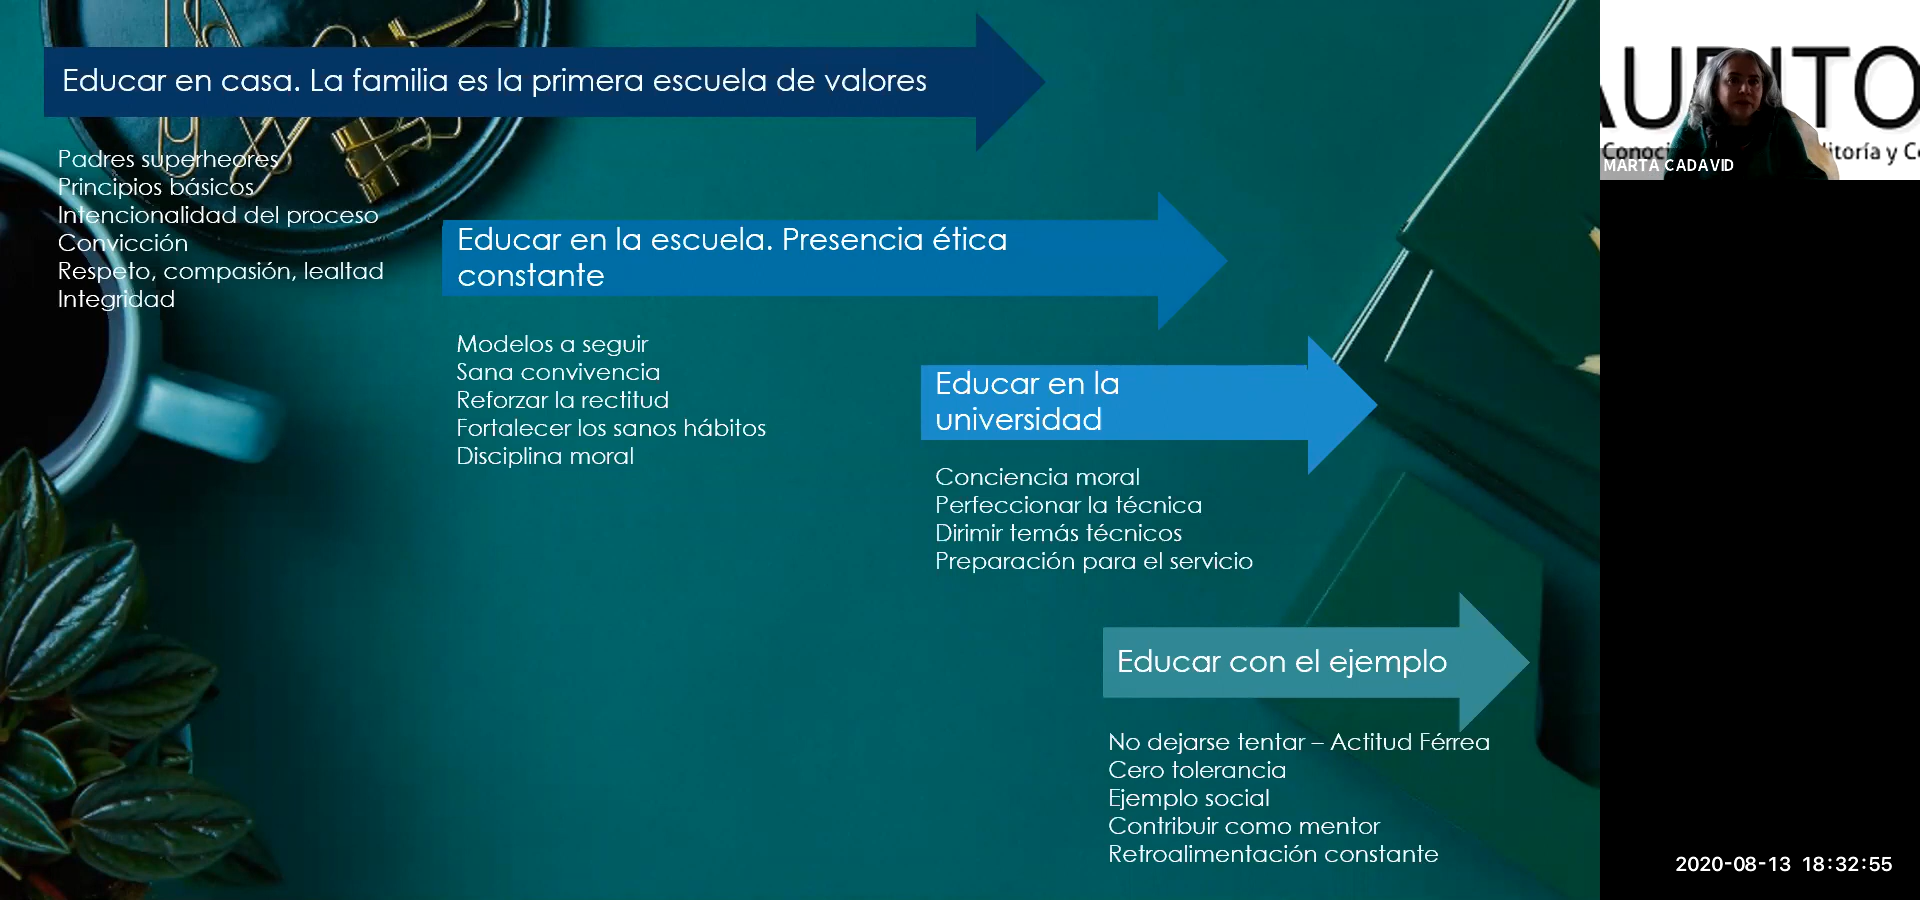 Educar en casa. La familia es la primera escuela de valores
Padres superheores
Principios básicos
Intencionalidad del proceso
Convicción
Respeto, compasión, lealtad
Integridad
Educar en la escuela. Presencia ética
constante
Modelos a seguir
Sana convivencia
Reforzar la rectitud
Fortalecer los sanos hábitos
Disciplina moral
Educar en la
universidad
Conciencia moral
Perfeccionar la técnica
Dirimir temás técnicos
Preparación para el servicio
Educar con el ejemplo
No dejarse tentar – Actitud Férrea
Cero tolerancia
Ejemplo social
Contribuir como mentor
Retroalimentación constante
MARTA CADAVID
2020-08-13 18:32:55